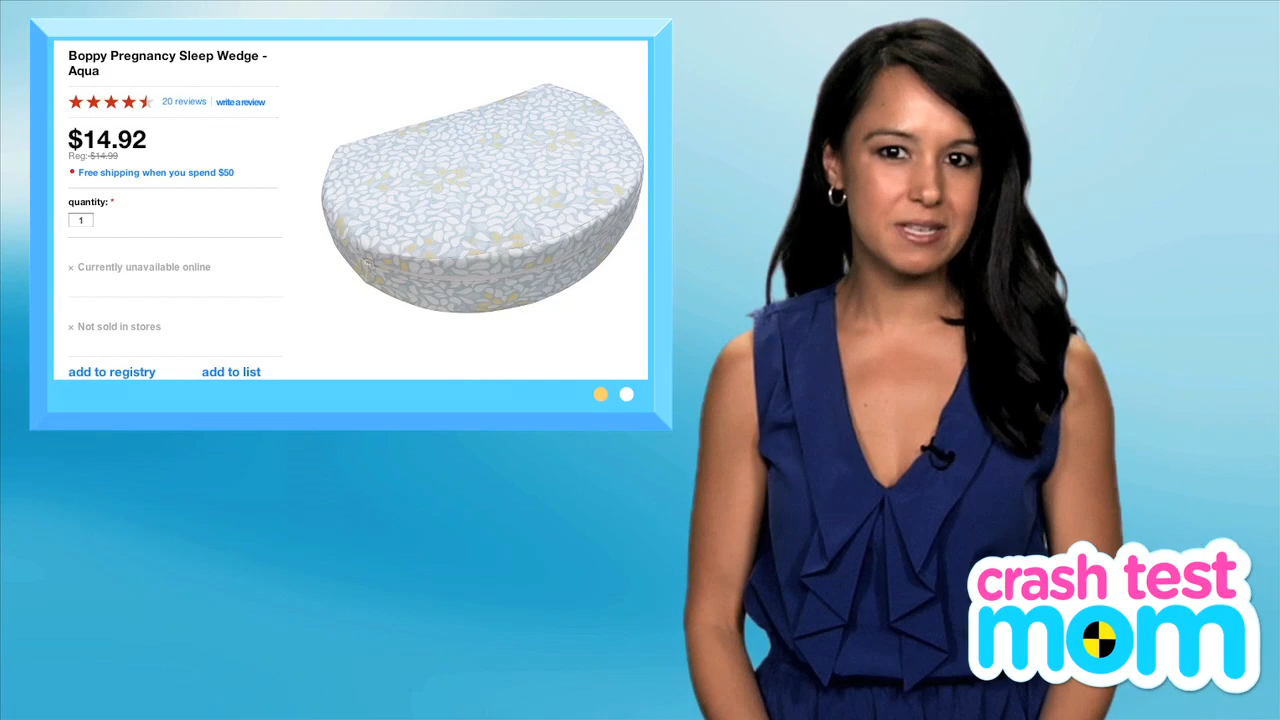 Boppy Pregnancy Sleep Wedge -
Aqua
20 reviews | write a review
$14.92
Reg: $14.99
• Free shipping when you spend $50
quantity: *
1
× Currently unavailable online
× Not sold in stores
add to registry add to list
crash test
mom